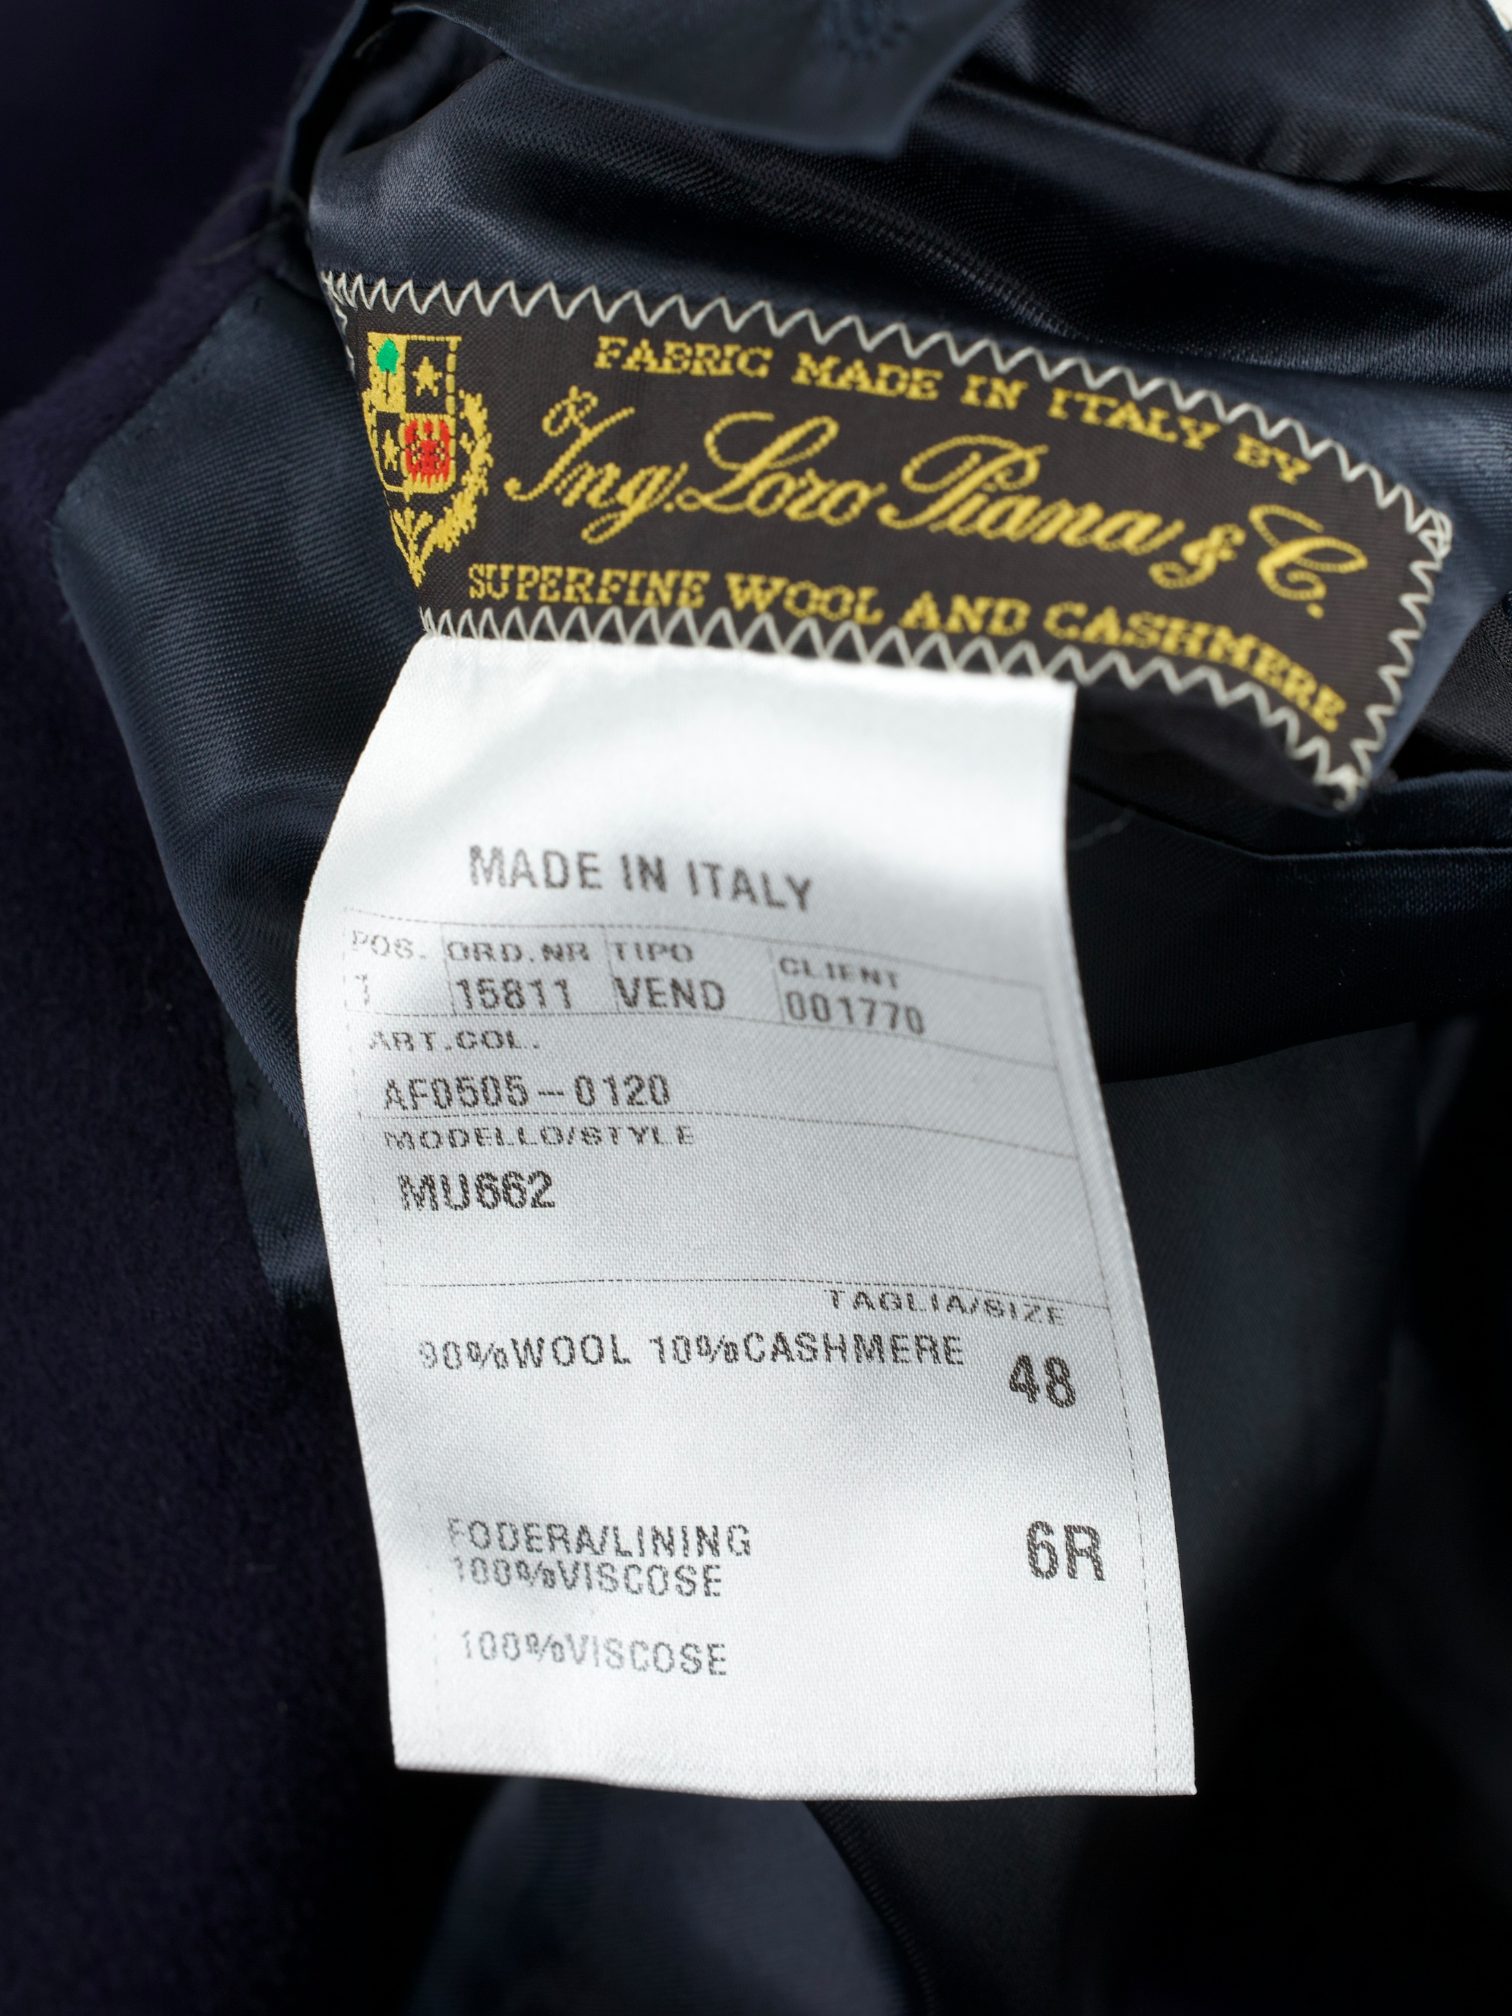 FABRIC MADE IN ITALY BY
Ing. Loro Piana & C.
SUPERFINE WOOL AND CASHMERE
MADE IN ITALY
POS. ORD.NR TIPO CLIENT
1 15811 VEND 001770
ART.COL.
AF0505-0120
MODELLO/STYLE
MU662
TAGLIA/SIZE
90%WOOL 10%CASHMERE 48
FODERA/LINING 6R
100%VISCOSE
100%VISCOSE